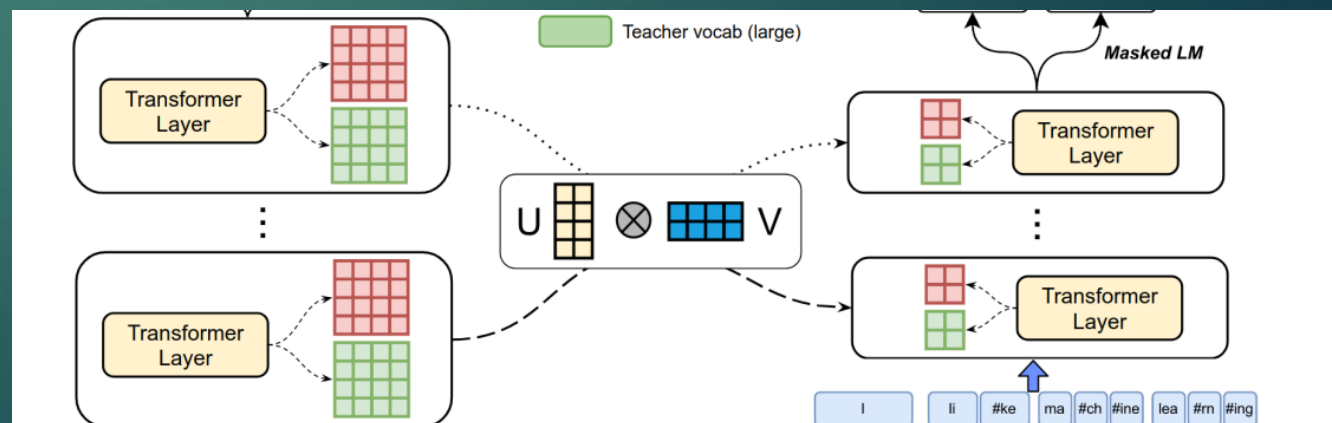 Teacher vocab (large)
Masked LM
Transformer
Layer
Transformer
Layer
U
V
Transformer
Layer
Transformer
Layer
I
li
#ke
ma
#ch
#ine
lea
#rn
#ing